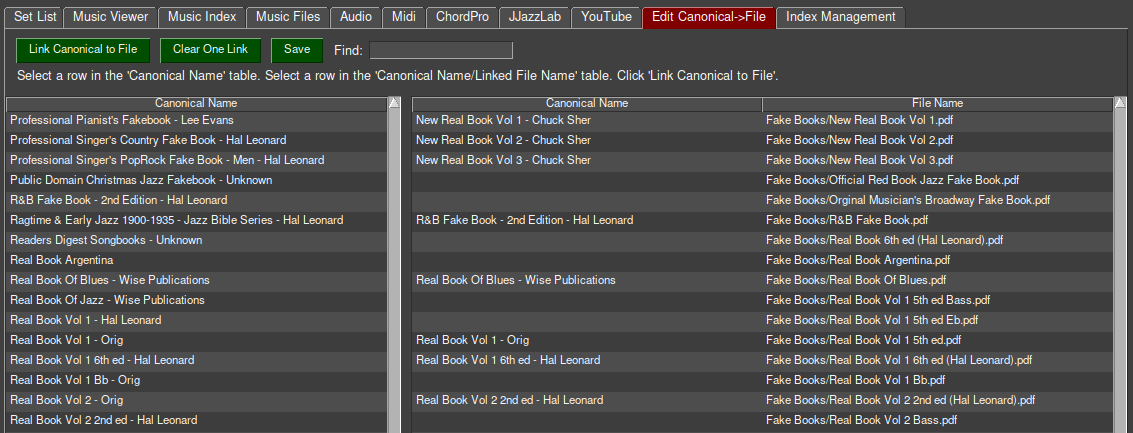 Set List Music Viewer Music Index Music Files Audio Midi ChordPro JJazzLab YouTube Edit Canonical->File Index Management
Link Canonical to File Clear One Link Save Find:
Select a row in the 'Canonical Name' table. Select a row in the 'Canonical Name/Linked File Name' table. Click 'Link Canonical to File'.
Canonical Name Canonical Name File Name
Professional Pianist's Fakebook - Lee Evans New Real Book Vol 1 - Chuck Sher Fake Books/New Real Book Vol 1.pdf
Professional Singer's Country Fake Book - Hal Leonard New Real Book Vol 2 - Chuck Sher Fake Books/New Real Book Vol 2.pdf
Professional Singer's PopRock Fake Book - Men - Hal Leonard New Real Book Vol 3 - Chuck Sher Fake Books/New Real Book Vol 3.pdf
Public Domain Christmas Jazz Fakebook - Unknown Fake Books/Official Red Book Jazz Fake Book.pdf
R&B Fake Book - 2nd Edition - Hal Leonard Fake Books/Orginal Musician's Broadway Fake Book.pdf
Ragtime & Early Jazz 1900-1935 - Jazz Bible Series - Hal Leonard R&B Fake Book - 2nd Edition - Hal Leonard Fake Books/R&B Fake Book.pdf
Readers Digest Songbooks - Unknown Fake Books/Real Book 6th ed (Hal Leonard).pdf
Real Book Argentina Fake Books/Real Book Argentina.pdf
Real Book Of Blues - Wise Publications Real Book Of Blues - Wise Publications Fake Books/Real Book Of Blues.pdf
Real Book Of Jazz - Wise Publications Fake Books/Real Book Vol 1 5th ed Bass.pdf
Real Book Vol 1 - Hal Leonard Fake Books/Real Book Vol 1 5th ed Eb.pdf
Real Book Vol 1 - Orig Real Book Vol 1 - Orig Fake Books/Real Book Vol 1 5th ed.pdf
Real Book Vol 1 6th ed - Hal Leonard Real Book Vol 1 6th ed - Hal Leonard Fake Books/Real Book Vol 1 6th ed (Hal Leonard).pdf
Real Book Vol 1 Bb - Orig Fake Books/Real Book Vol 1 Bb.pdf
Real Book Vol 2 - Orig Real Book Vol 2 2nd ed - Hal Leonard Fake Books/Real Book Vol 2 2nd ed (Hal Leonard).pdf
Real Book Vol 2 2nd ed - Hal Leonard Fake Books/Real Book Vol 2 Bass.pdf